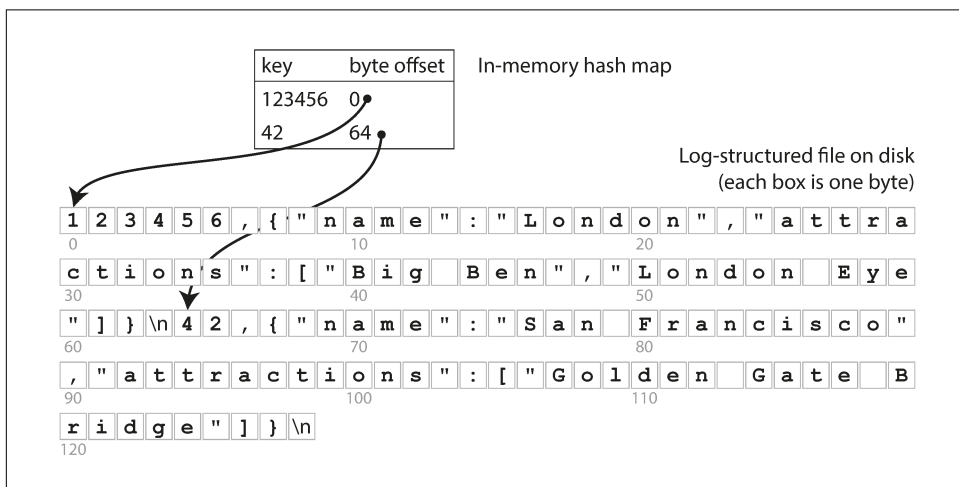 key byte offset In-memory hash map
123456 0
42 64
Log-structured file on disk
(each box is one byte)
123456,{"name":"London","attra
0 10 20
ctions":["Big Ben","London Eye
30 40 50
"]}\n42,{"name":"San Francisco"
60 70 80
,"attractions":["Golden Gate B
90 100 110
ridge"]}\n
120